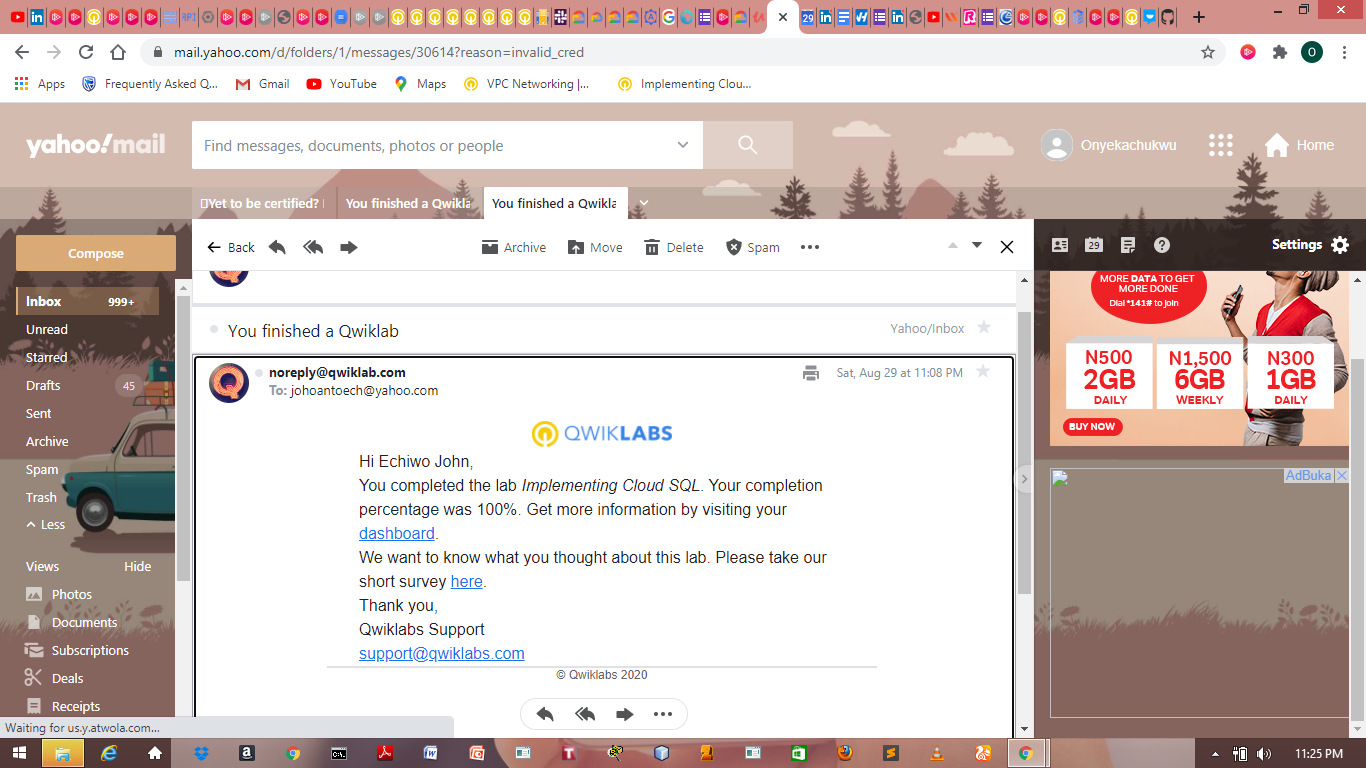 mail.yahoo.com/d/folders/1/messages/30614?reason=invalid_cred
O
Apps
Frequently Asked Q...
Gmail
YouTube
Maps
VPC Networking |...
Implementing Clou...
yahoo!mail
Find messages, documents, photos or people
Onyekachukwu
Home
Yet to be certified?
You finished a Qwikla
You finished a Qwikla
Compose
Back
Archive
Move
Delete
Spam
29
Settings
Inbox 999+
Unread
Starred
Drafts 45
Sent
Archive
Spam
Trash
Less
Views Hide
Photos
Documents
Subscriptions
Deals
Receipts
You finished a Qwiklab
Yahoo/Inbox
noreply@qwiklab.com
Sat, Aug 29 at 11:08 PM
To: johoantoech@yahoo.com
QWIKLABS
Hi Echiwo John,
You completed the lab Implementing Cloud SQL. Your completion
percentage was 100%. Get more information by visiting your
dashboard.
We want to know what you thought about this lab. Please take our
short survey here.
Thank you,
Qwiklabs Support
support@qwiklabs.com
© Qwiklabs 2020
MORE DATA TO GET
MORE DONE
Dial *141# to join
N500
2GB
DAILY
N1,500
6GB
WEEKLY
N300
1GB
DAILY
BUY NOW
AdBuka
Waiting for us.y.atwola.com...
11:25 PM